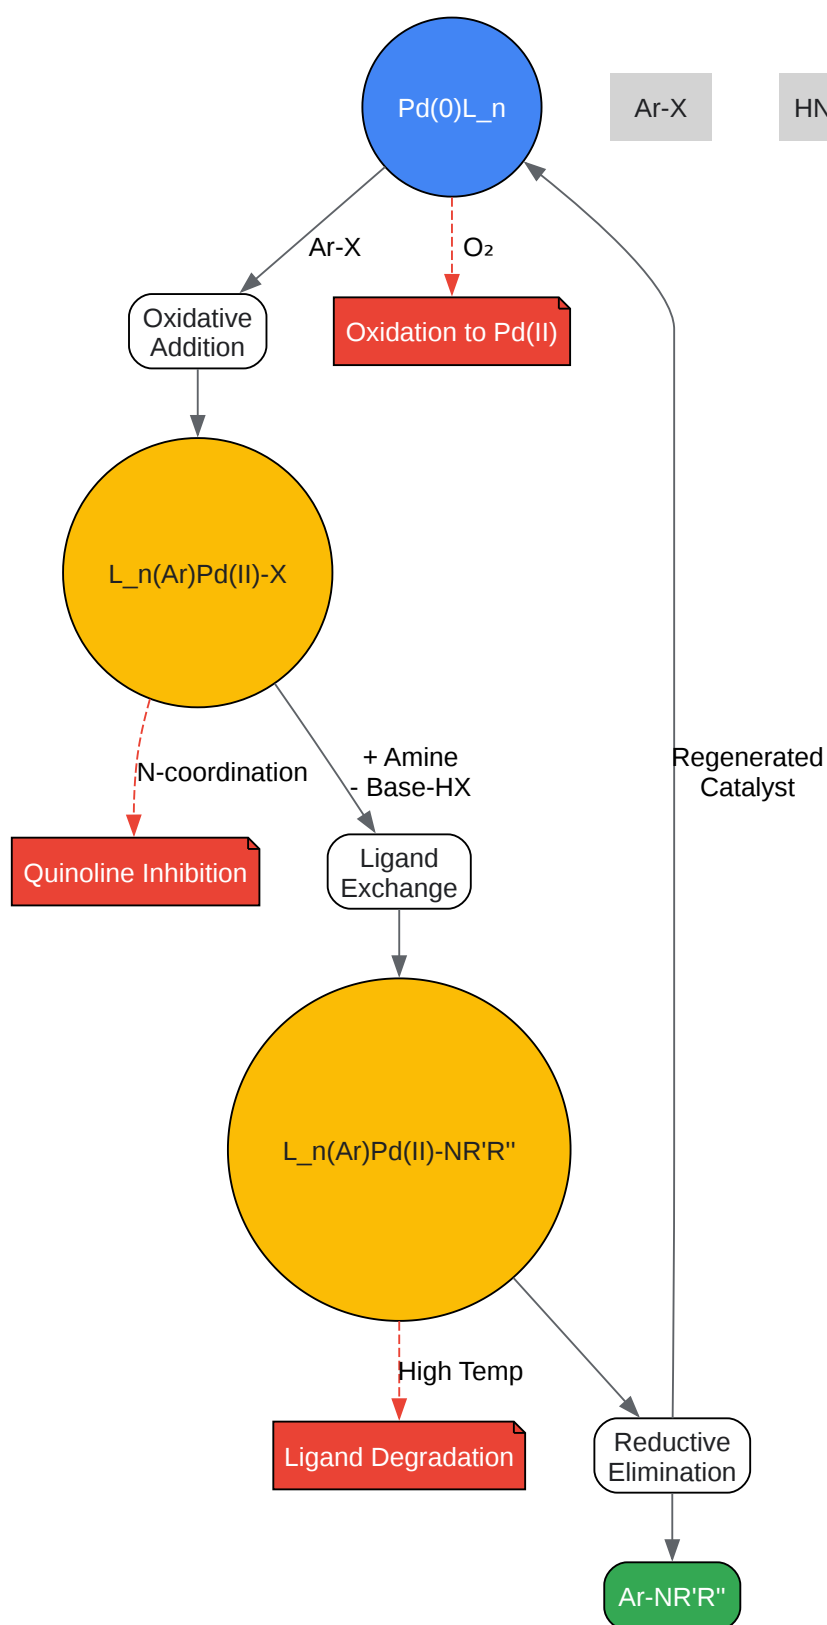 Pd(0)L_n
Ar-X
HN
Ar-X
O₂
Oxidative
Addition
Oxidation to Pd(II)
L_n(Ar)Pd(II)-X
N-coordination
+ Amine
- Base-HX
Regenerated
Catalyst
Quinoline Inhibition
Ligand
Exchange
L_n(Ar)Pd(II)-NR'R''
High Temp
Ligand Degradation
Reductive
Elimination
Ar-NR'R''